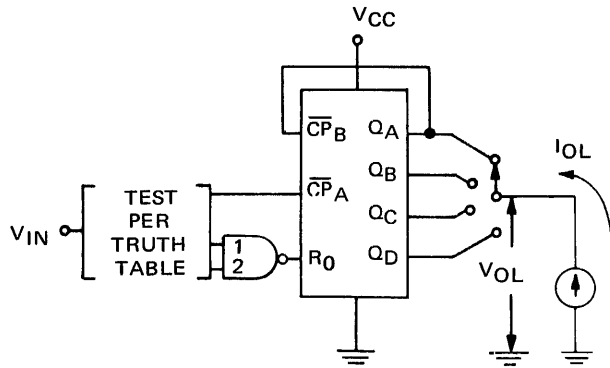 VCC
CPB QA
IOL
QB
TEST
PER
TRUTH
TABLE
CPA
QC
VIN
1
2
R0 QD
VOL